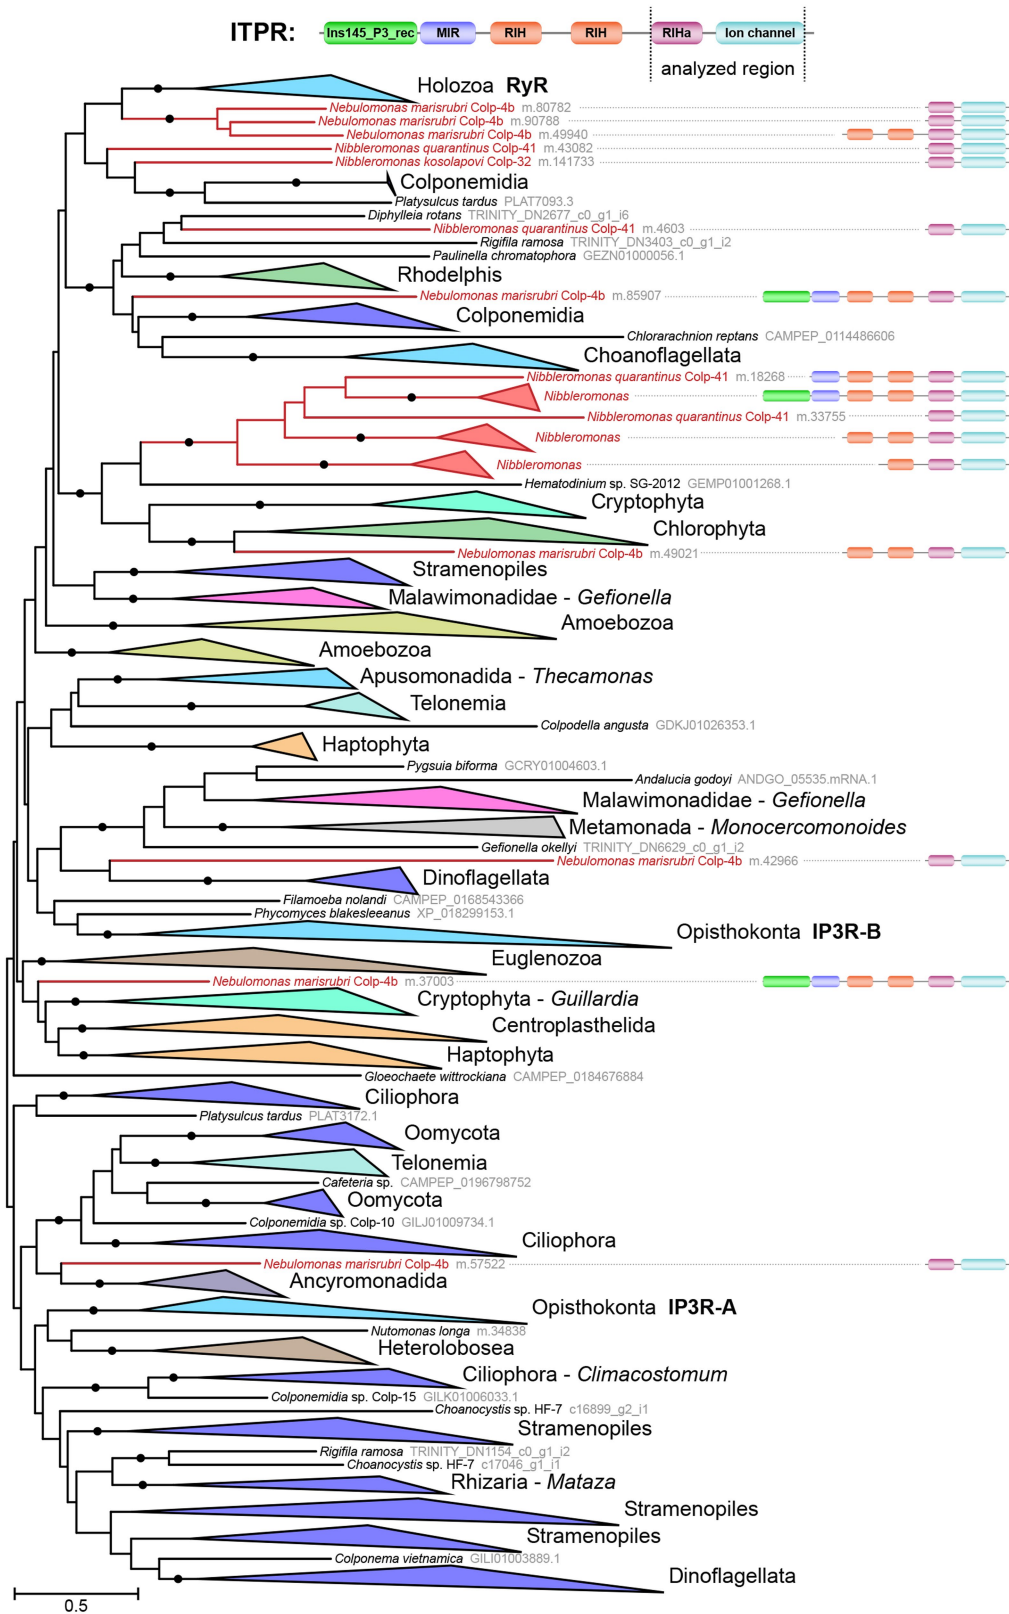 ITPR: Ins145_P3_rec MIR RIH RIH RIHa Ion channel
analyzed region
Holozoa RyR
Nebulomonas marisrubri Colp-4b m.80782
Nebulomonas marisrubri Colp-4b m.90788
Nebulomonas marisrubri Colp-4b m.49940
Nibbleromonas quarantinus Colp-41 m.43082
Nibbleromonas kosolapovi Colp-32 m.141733
Colponemidia
Platysulcus tardus PLAT7093.3
Diphylleia rotans TRINITY_DN2677_c0_g1_i6
Nibbleromonas quarantinus Colp-41 m.4603
Rigifila ramosa TRINITY_DN3403_c0_g1_i2
Paulinella chromatophora GEZN01000056.1
Rhodelphis
Nebulomonas marisrubri Colp-4b m.85907
Colponemidia
Chlorarachnion reptans CAMPEP_0114486606
Choanoflagellata
Nibbleromonas quarantinus Colp-41 m.18268
Nibbleromonas
Nibbleromonas quarantinus Colp-41 m.33755
Nibbleromonas
Nibbleromonas
Hematodinium sp. SG-2012 GEMP01001268.1
Cryptophyta
Chlorophyta
Nebulomonas marisrubri Colp-4b m.49021
Stramenopiles
Malawimonadidae - Gefionella
Amoebozoa
Amoebozoa
Apusomonadida - Thecamonas
Telonemia
Colpodella angusta GDKJ01026353.1
Haptophyta
Pygsuia biforma GCRY01004603.1
Andalucia godoyi ANDGO_05535.mRNA.1
Malawimonadidae - Gefionella
Metamonada - Monocercomonoides
Gefionella okellyi TRINITY_DN6629_c0_g1_i2
Nebulomonas marisrubri Colp-4b m.42966
Dinoflagellata
Filamoeba nolandi CAMPEP_0168543366
Phycomyces blakesleeanus XP_018299153.1
Opisthokonta IP3R-B
Euglenozoa
Nebulomonas marisrubri Colp-4b m.37003
Cryptophyta - Guillardia
Centroplasthelida
Haptophyta
Gloeochaete wittrockiana CAMPEP_0184676884
Ciliophora
Platysulcus tardus PLAT3172.1
Oomycota
Telonemia
Cafeteria sp. CAMPEP_0196798752
Oomycota
Colponemidia sp. Colp-10 GILJ01009734.1
Ciliophora
Nebulomonas marisrubri Colp-4b m.57522
Ancyromonadida
Opisthokonta IP3R-A
Nutomonas longa m.34838
Heterolobosea
Ciliophora - Climacostomum
Colponemidia sp. Colp-15 GILK01006033.1
Choanocystis sp. HF-7 c16899_g2_i1
Stramenopiles
Rigifila ramosa TRINITY_DN1154_c0_g1_i2
Choanocystis sp. HF-7 c17046_g1_i1
Rhizaria - Mataza
Stramenopiles
Stramenopiles
Colponema vietnamica GILI01003889.1
Dinoflagellata
0.5